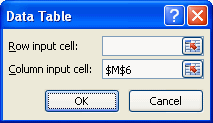 Data Table
Row input cell:
Column input cell: $M$6
OK Cancel